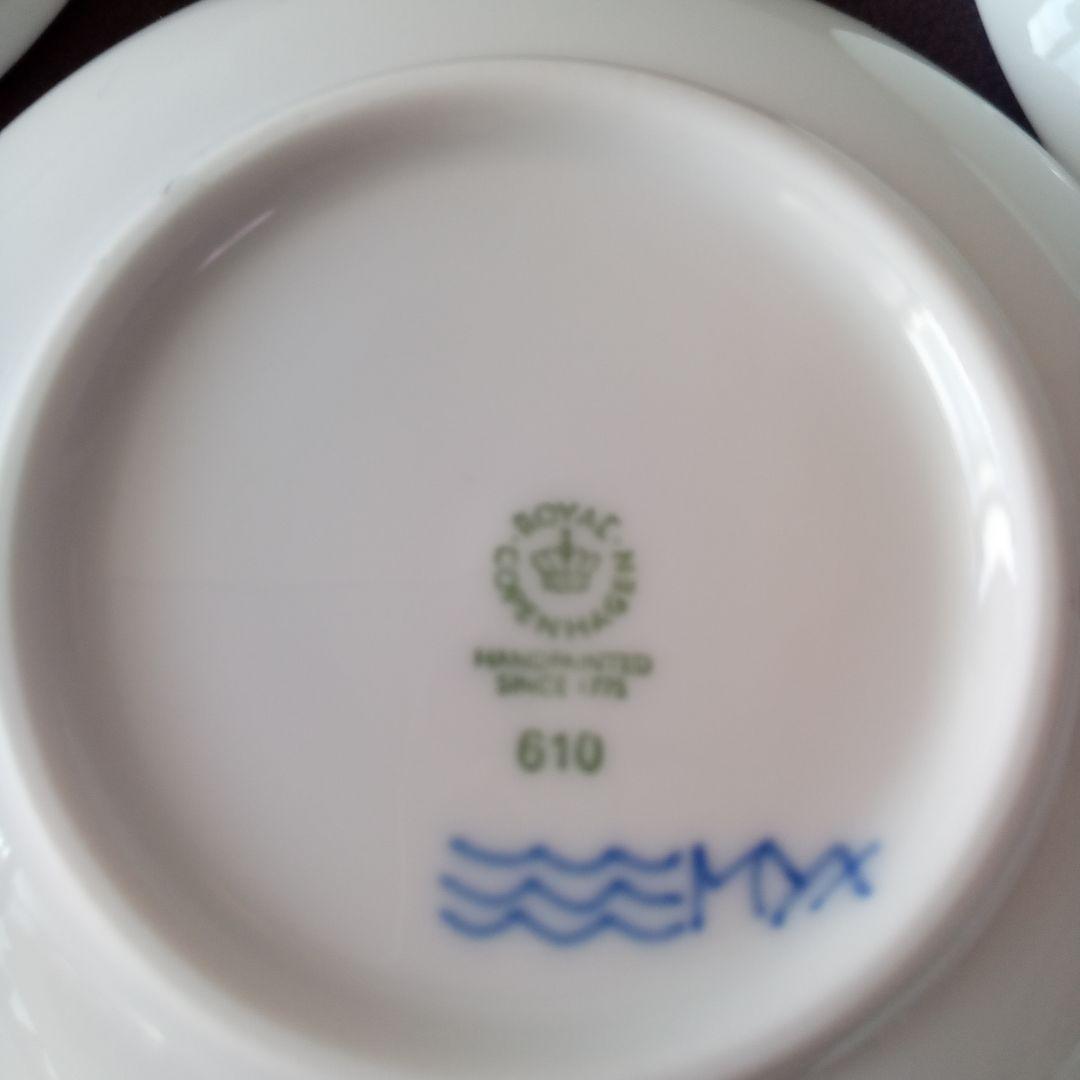 ROYAL COPENHAGEN
HANDPAINTED
SINCE 1775
610